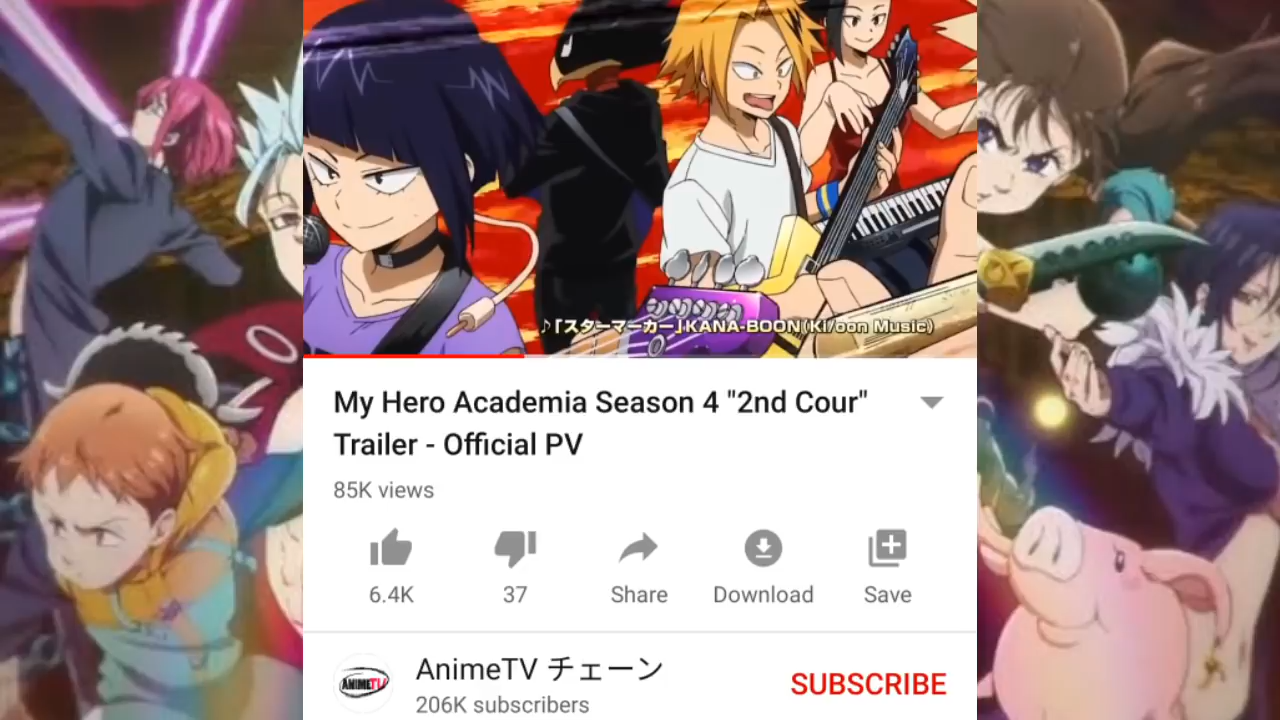 ♪「スターマーカー」KANA-BOON(Ki/oon Music)
My Hero Academia Season 4 "2nd Cour"
Trailer - Official PV
85K views
6.4K
37
Share
Download
Save
ANIMETV
AnimeTV チェーン
206K subscribers
SUBSCRIBE